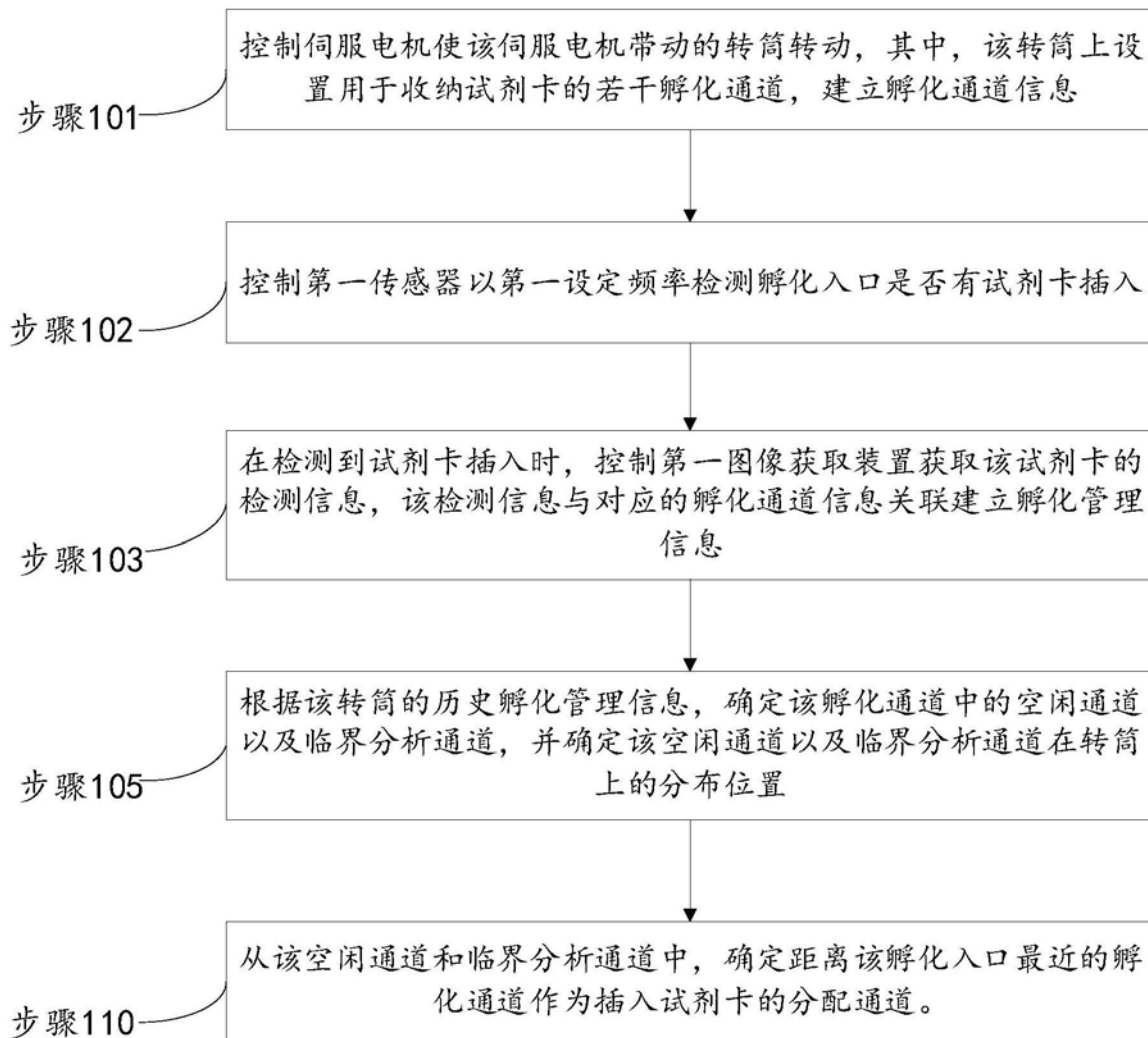 控制伺服电机使该伺服电机带动的转筒转动，其中，该转筒上设
置用于收纳试剂卡的若干孵化通道，建立孵化通道信息
步骤101
控制第一传感器以第一设定频率检测孵化入口是否有试剂卡插入
步骤102
在检测到试剂卡插入时，控制第一图像获取装置获取该试剂卡的
检测信息，该检测信息与对应的孵化通道信息关联建立孵化管理
信息
步骤103
根据该转筒的历史孵化管理信息，确定该孵化通道中的空闲通道
以及临界分析通道，并确定该空闲通道以及临界分析通道在转筒
上的分布位置
步骤105
从该空闲通道和临界分析通道中，确定距离该孵化入口最近的孵
化通道作为插入试剂卡的分配通道。
步骤110